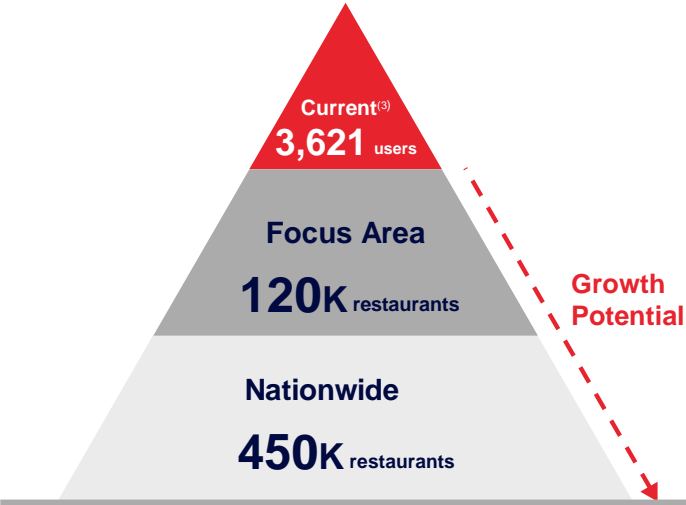 Current(3)
3,621 users
Focus Area
120K restaurants
Growth
Potential
Nationwide
450K restaurants